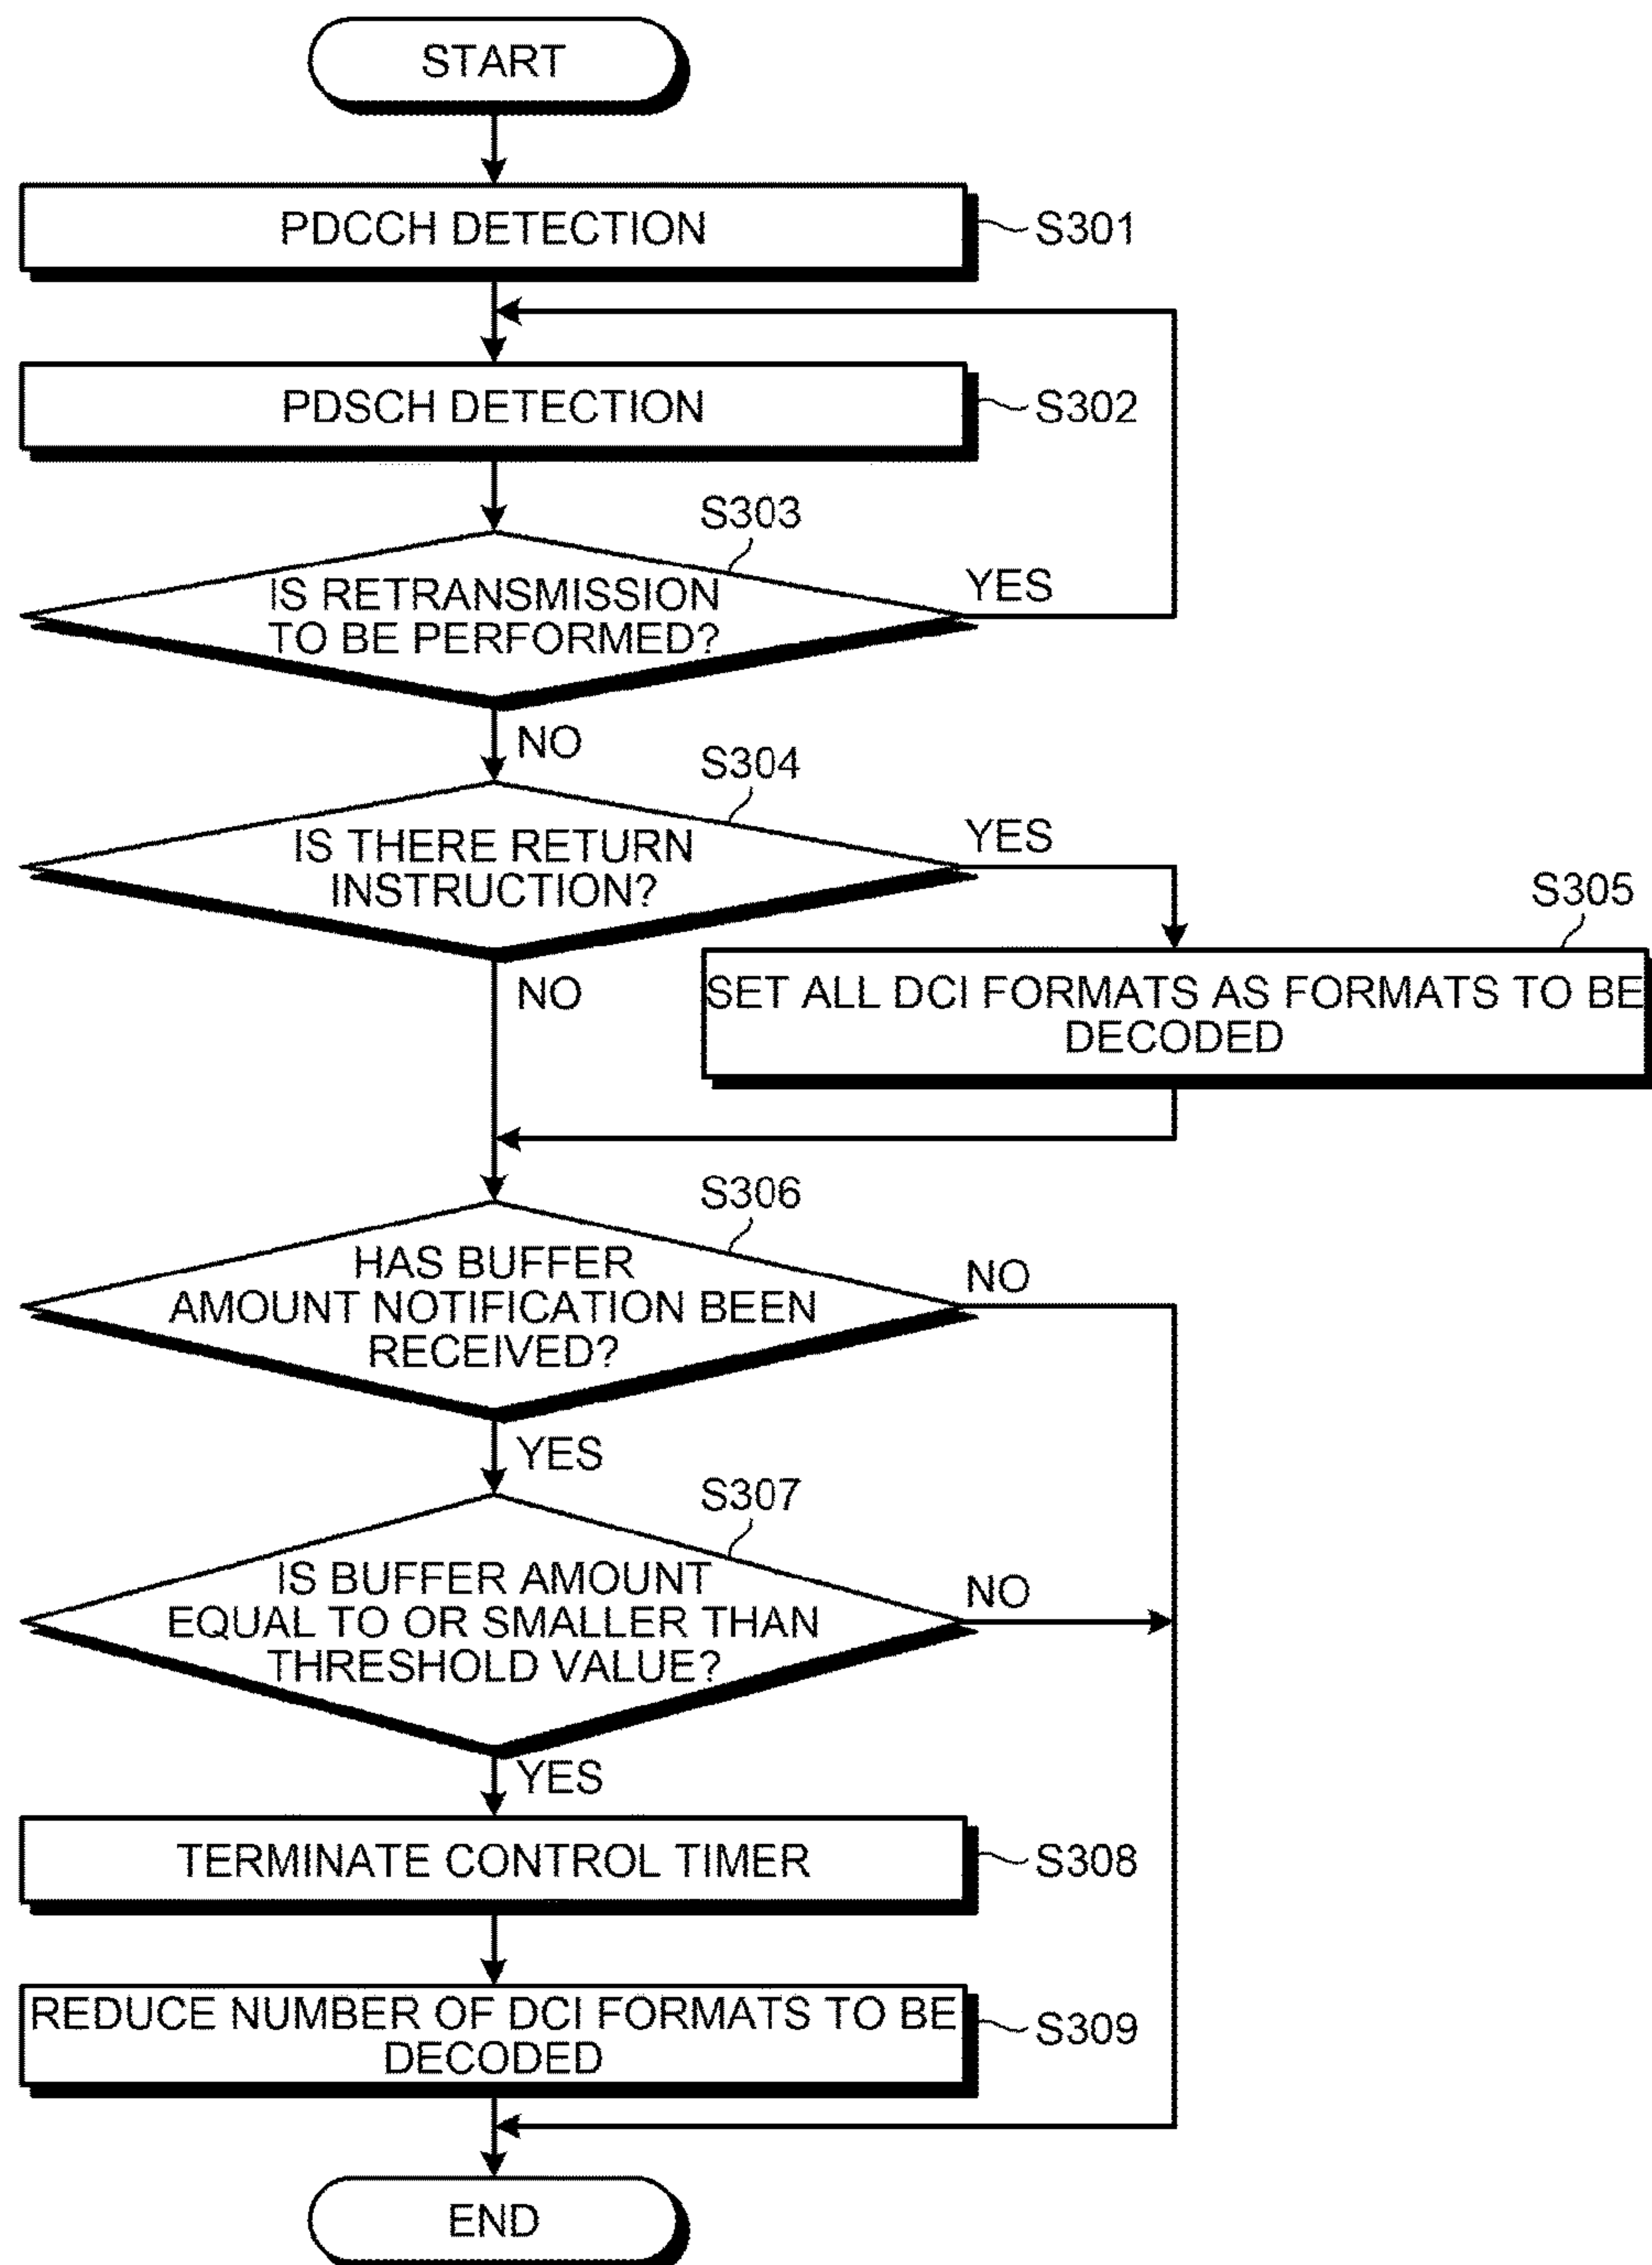 START
PDCCH DETECTION
S301
PDSCH DETECTION
S302
S303
IS RETRANSMISSION
TO BE PERFORMED?
YES
NO
S304
IS THERE RETURN
INSTRUCTION?
YES
NO
S305
SET ALL DCI FORMATS AS FORMATS TO BE
DECODED
S306
HAS BUFFER
AMOUNT NOTIFICATION BEEN
RECEIVED?
NO
YES
S307
IS BUFFER AMOUNT
EQUAL TO OR SMALLER THAN
THRESHOLD VALUE?
NO
YES
TERMINATE CONTROL TIMER
S308
REDUCE NUMBER OF DCI FORMATS TO BE
DECODED
S309
END